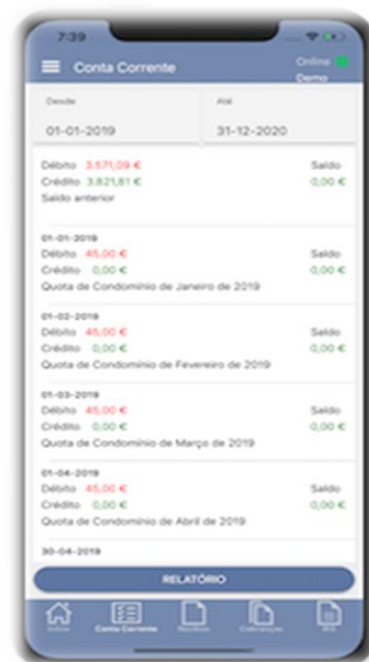 7:39
Conta Corrente
Online
Demo
Desde Até
01-01-2019 31-12-2020
Débito 3.571,09 € Saldo
Crédito 3.821,81 € 0,00 €
Saldo anterior
01-01-2019
Débito 45,00 € Saldo
Crédito 0,00 € 0,00 €
Quota de Condomínio de Janeiro de 2019
01-02-2019
Débito 45,00 € Saldo
Crédito 0,00 € 0,00 €
Quota de Condomínio de Fevereiro de 2019
01-03-2019
Débito 45,00 € Saldo
Crédito 0,00 € 0,00 €
Quota de Condomínio de Março de 2019
01-04-2019
Débito 45,00 € Saldo
Crédito 0,00 € 0,00 €
Quota de Condomínio de Abril de 2019
30-04-2019
RELATÓRIO
Início Conta Corrente Recibos Cobranças